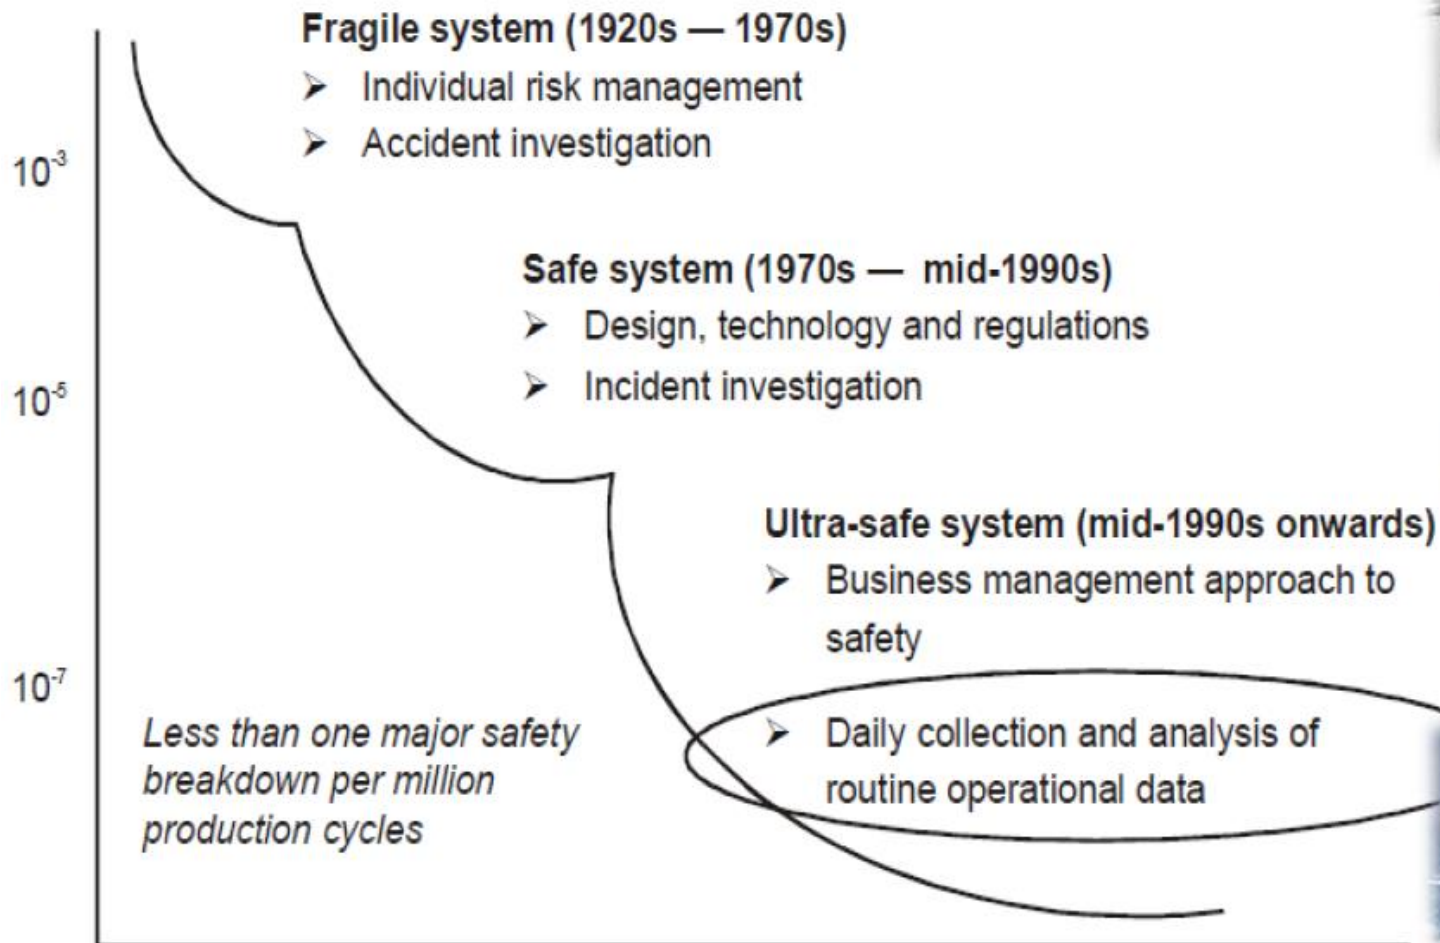 Fragile system (1920s — 1970s)
➢ Individual risk management
➢ Accident investigation
10⁻³
Safe system (1970s — mid-1990s)
➢ Design, technology and regulations
➢ Incident investigation
10⁻⁵
Ultra-safe system (mid-1990s onwards)
➢ Business management approach to
safety
10⁻⁷
Less than one major safety
breakdown per million
production cycles
➢ Daily collection and analysis of
routine operational data